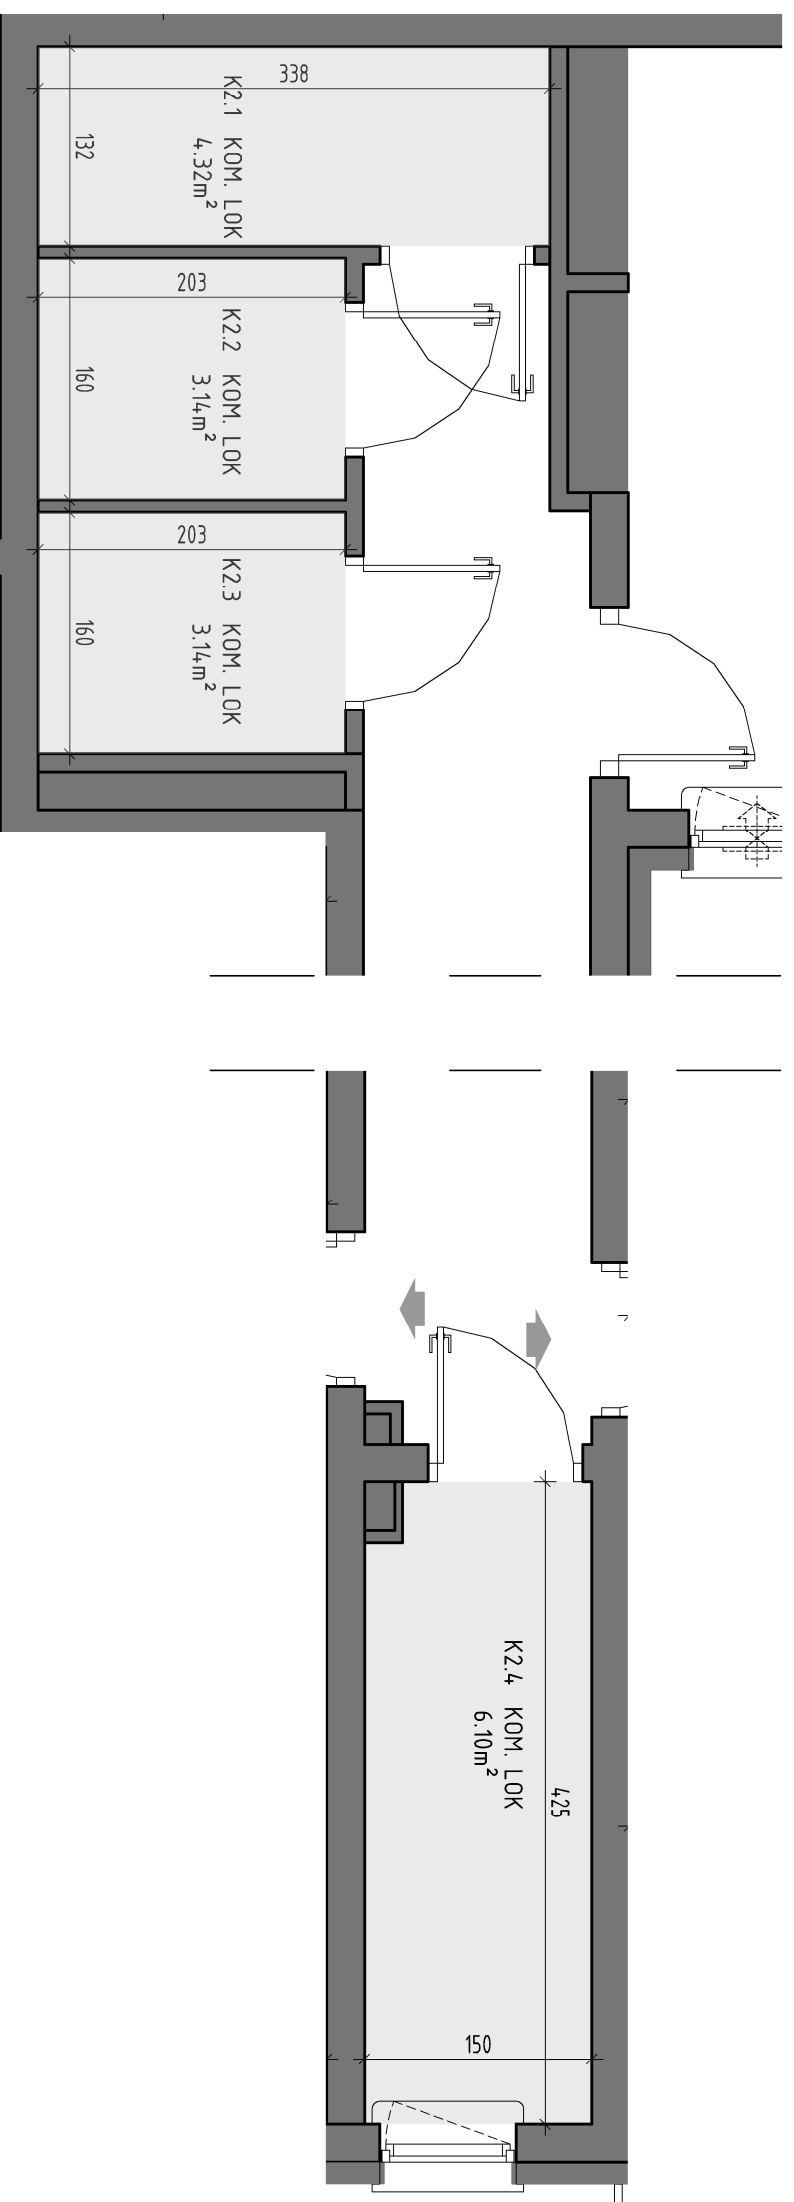 338
K2.1 KOM. LOK
4.32m²
132
203
K2.2 KOM. LOK
3.14m²
160
203
K2.3 KOM. LOK
3.14m²
160
K2.4 KOM. LOK
6.10m²
425
150